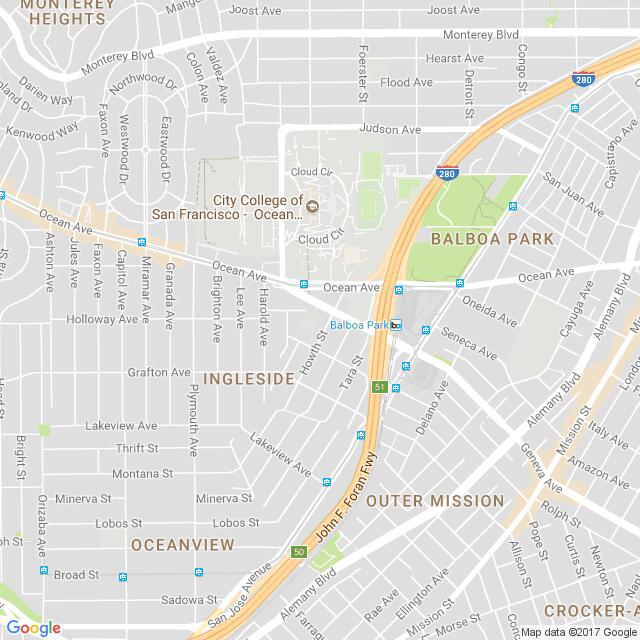 MONTEREY
HEIGHTS
Joost Ave
Joost Ave
Monterey Blvd
Monterey Blvd
Hearst Ave
Flood Ave
Foerster St
Detroit St
Congo St
Colon Ave
Valdez Ave
Northwood Dr
Darien Way
Kenwood Way
Faxon Ave
Westwood Dr
Eastwood Dr
280
Judson Ave
280
Cloud Cir
City College of
San Francisco - Ocean...
Cloud Cir
San Juan Ave
BALBOA PARK
Ocean Ave
Ocean Ave
Ocean Ave
Ocean Ave
Ashton Ave
Jules Ave
Faxon Ave
Capitol Ave
Miramar Ave
Granada Ave
Brighton Ave
Lee Ave
Harold Ave
Holloway Ave
Balboa Park
Oneida Ave
Seneca Ave
Cayuga Ave
Alemany Blvd
Howth St
Tara St
Grafton Ave
INGLESIDE
51
Delano Ave
Alemany Blvd
Mission St
Plymouth Ave
Lakeview Ave
Thrift St
Lakeview Ave
Montana St
Bright St
Orizaba Ave
Minerva St
Minerva St
Lobos St
Lobos St
OCEANVIEW
Broad St
Sadowa St
50
John F. Foran Fwy
San Jose Avenue
Alemany Blvd
OUTER MISSION
Geneva Ave
Italy Ave
Amazon Ave
Rolph St
Pope St
Allison St
Curtis St
Newton St
CROCKER-A
Rae Ave
Ellington Ave
Mission St
Morse St
Google
Map data ©2017 Google